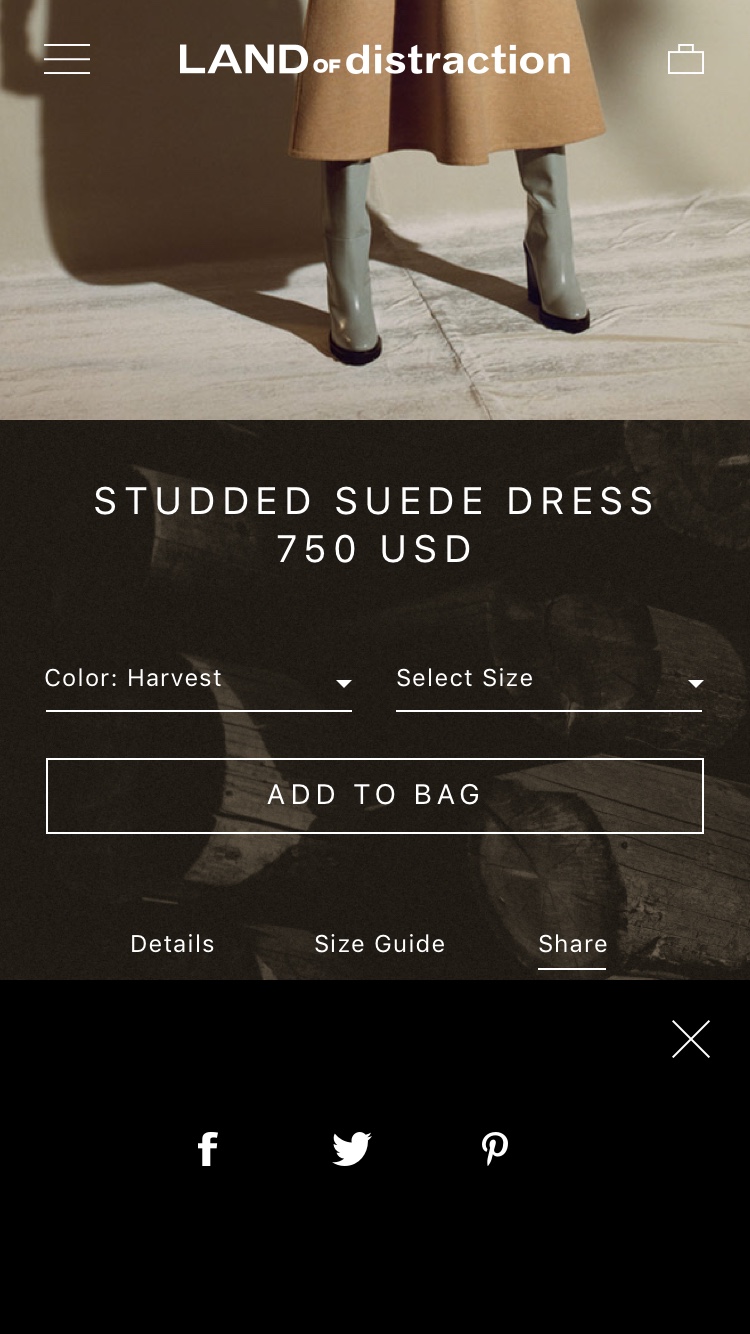 LAND OF distraction
STUDDED SUEDE DRESS
750 USD
Color: Harvest
Select Size
ADD TO BAG
Details
Size Guide
Share